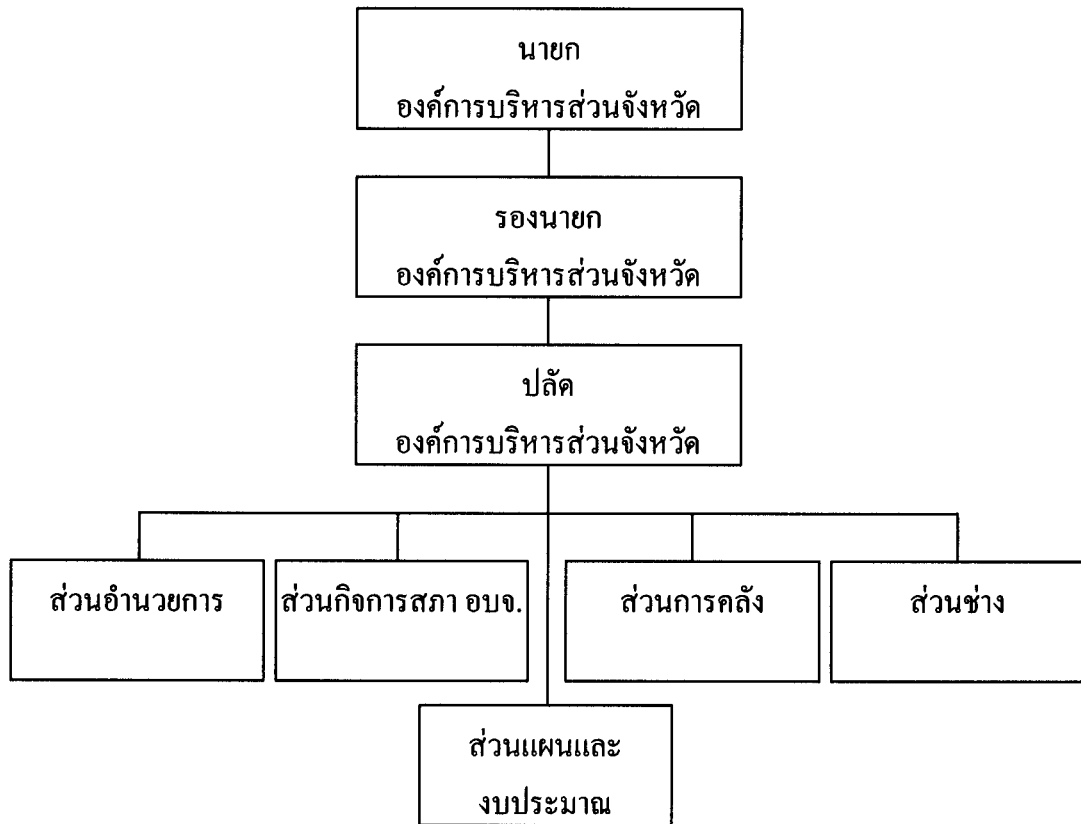 นายก
องค์การบริหารส่วนจังหวัด
รองนายก
องค์การบริหารส่วนจังหวัด
ปลัด
องค์การบริหารส่วนจังหวัด
ส่วนอำนวยการ
ส่วนกิจการสภา อบจ.
ส่วนการคลัง
ส่วนช่าง
ส่วนแผนและ
งบประมาณ